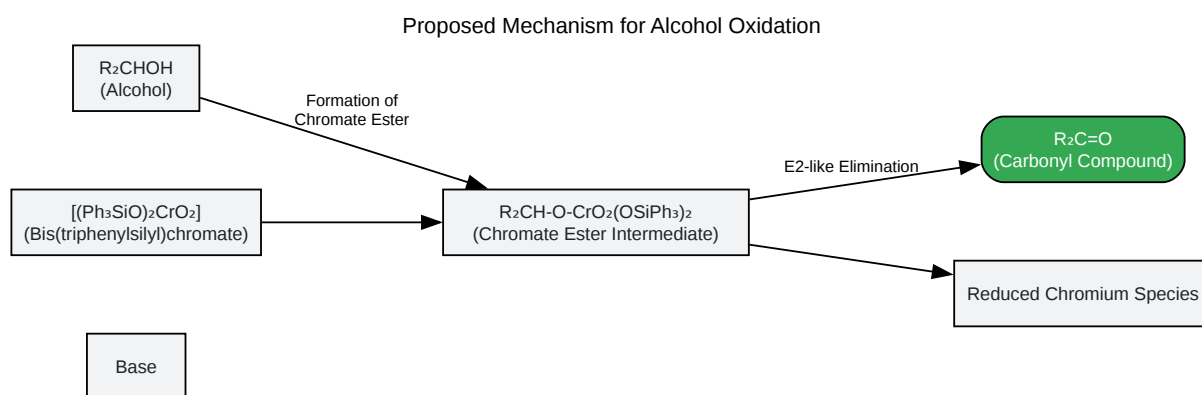 Proposed Mechanism for Alcohol Oxidation
R₂CHOH
(Alcohol)
Formation of
Chromate Ester
R₂C=O
(Carbonyl Compound)
E2-like Elimination
[(Ph₃SiO)₂CrO₂]
(Bis(triphenylsilyl)chromate)
R₂CH-O-CrO₂(OSiPh₃)₂
(Chromate Ester Intermediate)
Reduced Chromium Species
Base